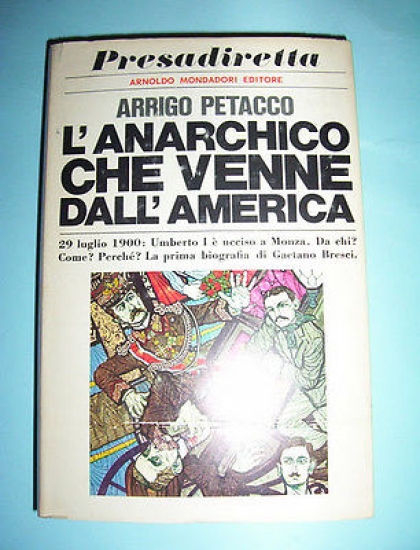 Presadiretta
ARNOLDO MONDADORI EDITORE
ARRIGO PETACCO
L'ANARCHICO
CHE VENNE
DALL'AMERICA
29 luglio 1900: Umberto I è ucciso a Monza. Da chi?
Come? Perché? La prima biografia di Gaetano Bresci.